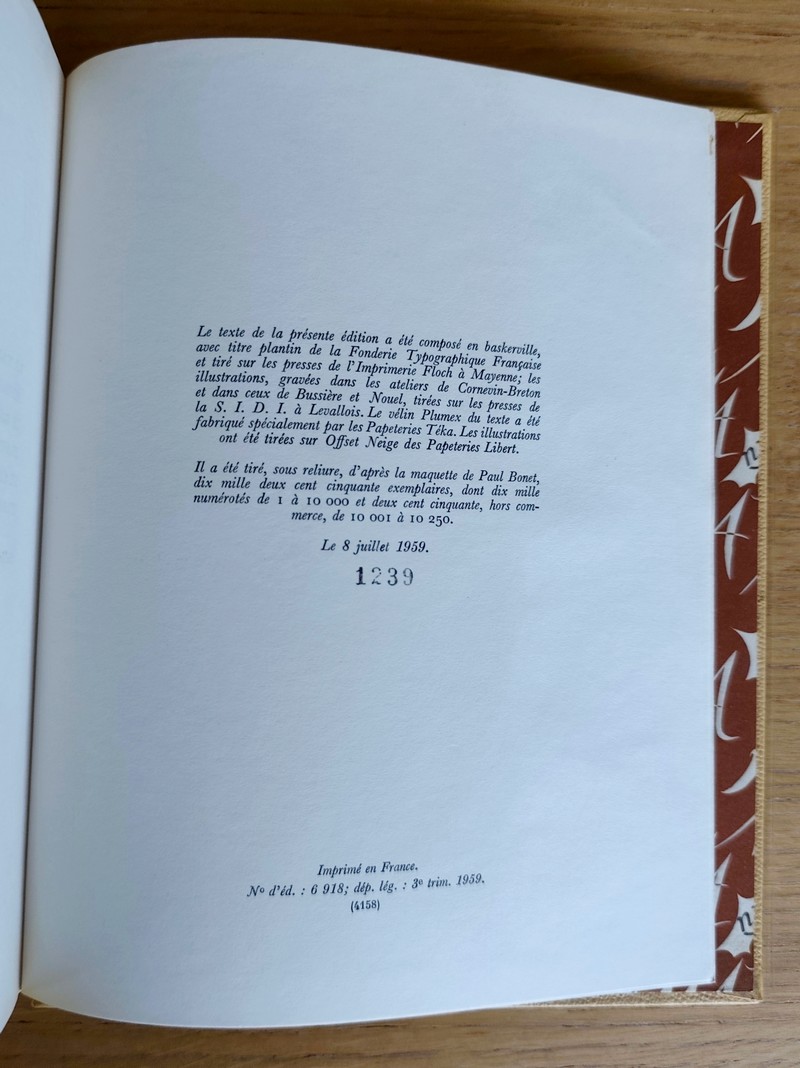 Le texte de la présente édition a été composé en baskerville,
avec titre plantin de la Fonderie Typographique Française
et tiré sur les presses de l'Imprimerie Floch à Mayenne; les
illustrations, gravées dans les ateliers de Cornevin-Breton
et dans ceux de Bussière et Nouel, tirées sur les presses de
la S. I. D. I. à Levallois. Le vélin Plumex du texte a été
fabriqué spécialement par les Papeteries Téka. Les illustrations
ont été tirées sur Offset Neige des Papeteries Libert.
Il a été tiré, sous reliure, d'après la maquette de Paul Bonet,
dix mille deux cent cinquante exemplaires, dont dix mille
numérotés de 1 à 10 000 et deux cent cinquante, hors com-
merce, de 10 001 à 10 250.
Le 8 juillet 1959.
1239
Imprimé en France.
Nº d'éd. : 6 918; dép. lég. : 3e trim. 1959.
(4158)